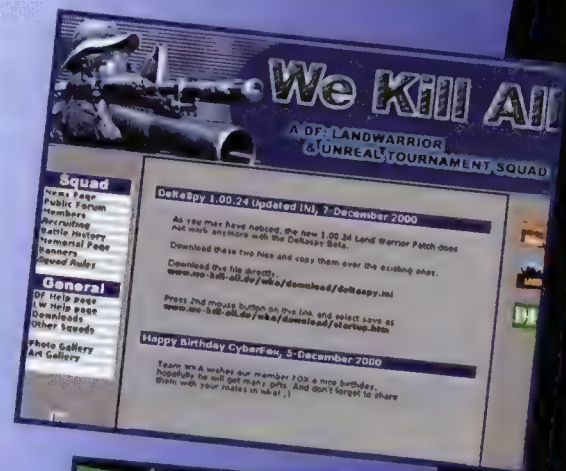 We Kill All
A DF: LANDWARRIOR
& UNREAL TOURNAMENT SQUAD
Squad
News Page
Public Forum
Members
Recruiting
Battle History
Memorial Page
Banners
Squad Rules
General
DF Help page
LW Help page
Downloads
Other Squads
Photo Gallery
Art Gallery
DeltaSpy 1.00.24 Updated INI, 7-December 2000
As you may have noticed, the new 1.00.24 Land Warrior Patch does
not work anymore with the Deltaspy Beta.
Download these two files and copy them over the existing ones.
Download this file directly.
www.we-kill-all.de/wka/download/deltaspy.ini
Press 2nd mouse button on this link and select save as
www.we-kill-all.de/wka/download/startup.htm
Happy Birthday CyberFox, 5-December 2000
Team WKA wishes our member FOX a nice birthday,
hopefully he will get many gifts. And don't forget to share
them with your mates in what ;)